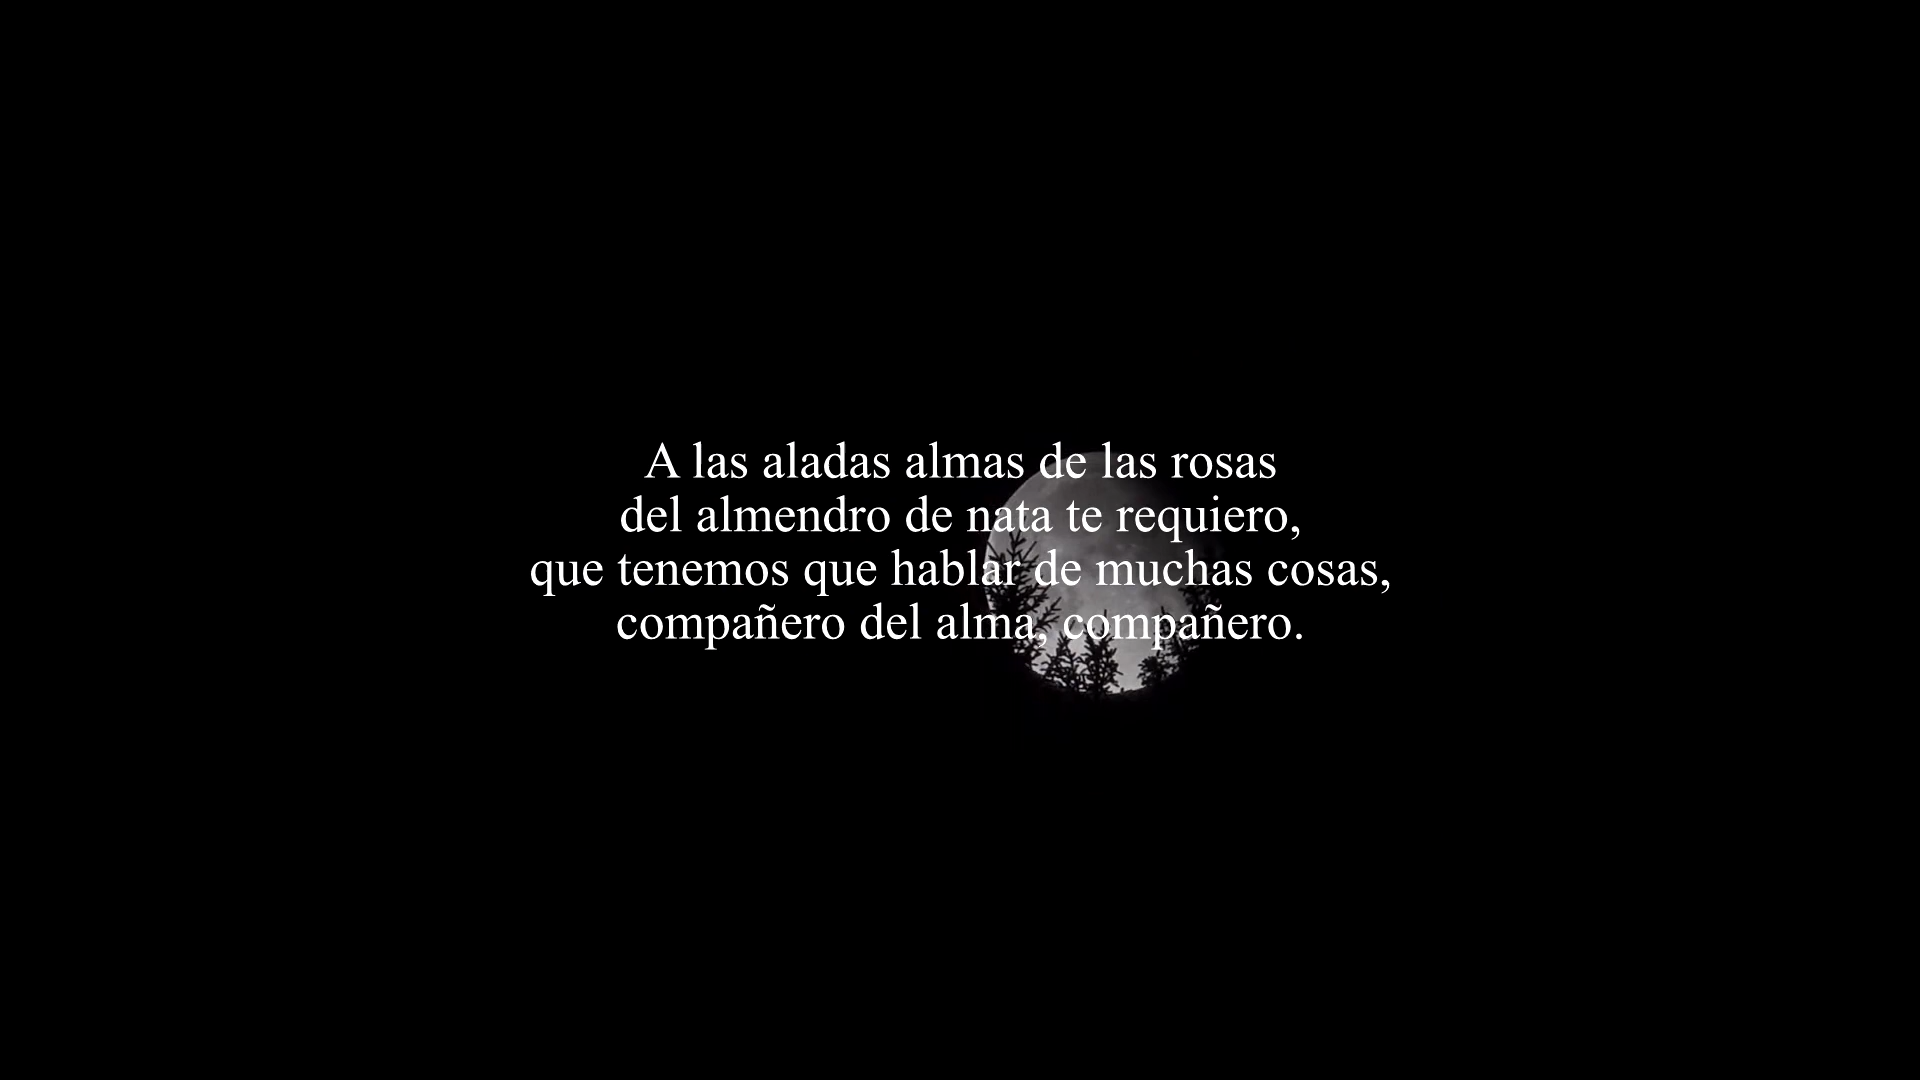 A las aladas almas de las rosas
del almendro de nata te requiero,
que tenemos que hablar de muchas cosas,
compañero del alma, compañero.